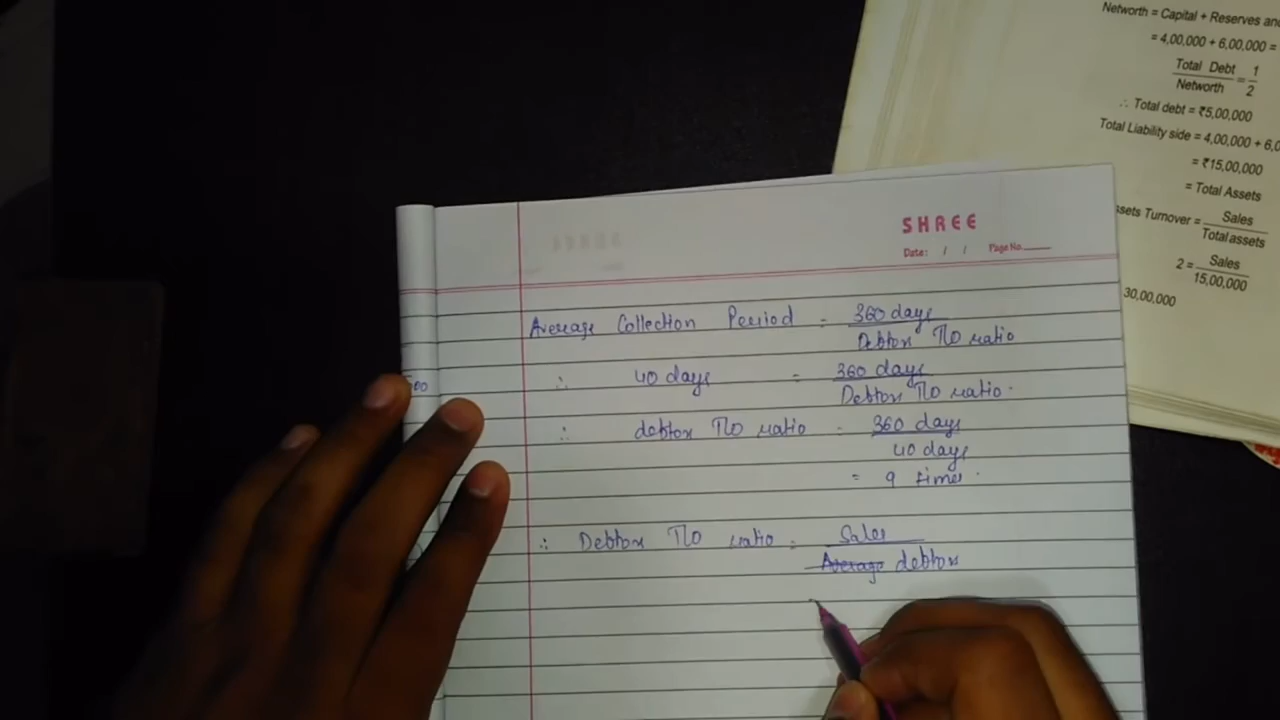 Networth = Capital + Reserves and
= 4,00,000 + 6,00,000 =
Total Debt / Networth = 1 / 2
∴ Total debt = ₹5,00,000
Total Liability side = 4,00,000 + 6,0
= ₹15,00,000
= Total Assets
ssets Turnover = Sales / Total assets
2 = Sales / 15,00,000
30,00,000
SHREE
Date: / / Page No.
Average Collection Period = 360 days
Debtors T/O ratio
∴ 40 days = 360 days
Debtors T/O ratio
∴ debtors T/O ratio = 360 days
40 days
= 9 times
∴ Debtors T/O ratio = Sales
Average debtors